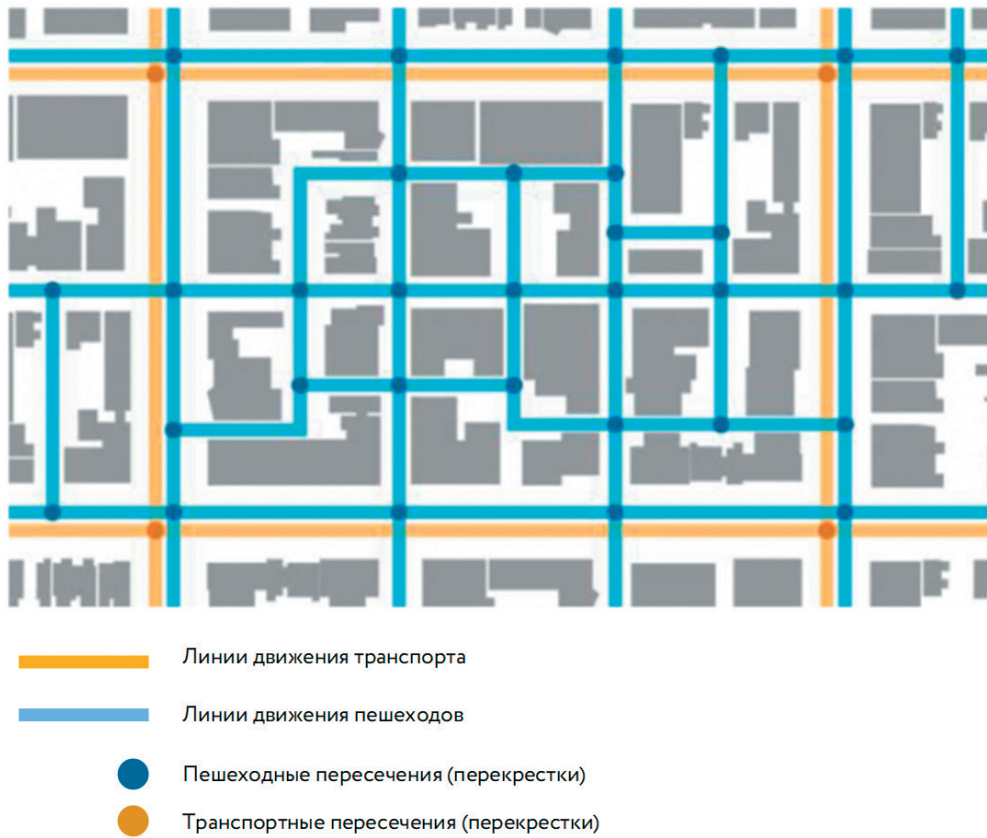 Линии движения транспорта
Линии движения пешеходов
Пешеходные пересечения (перекрестки)
Транспортные пересечения (перекрестки)